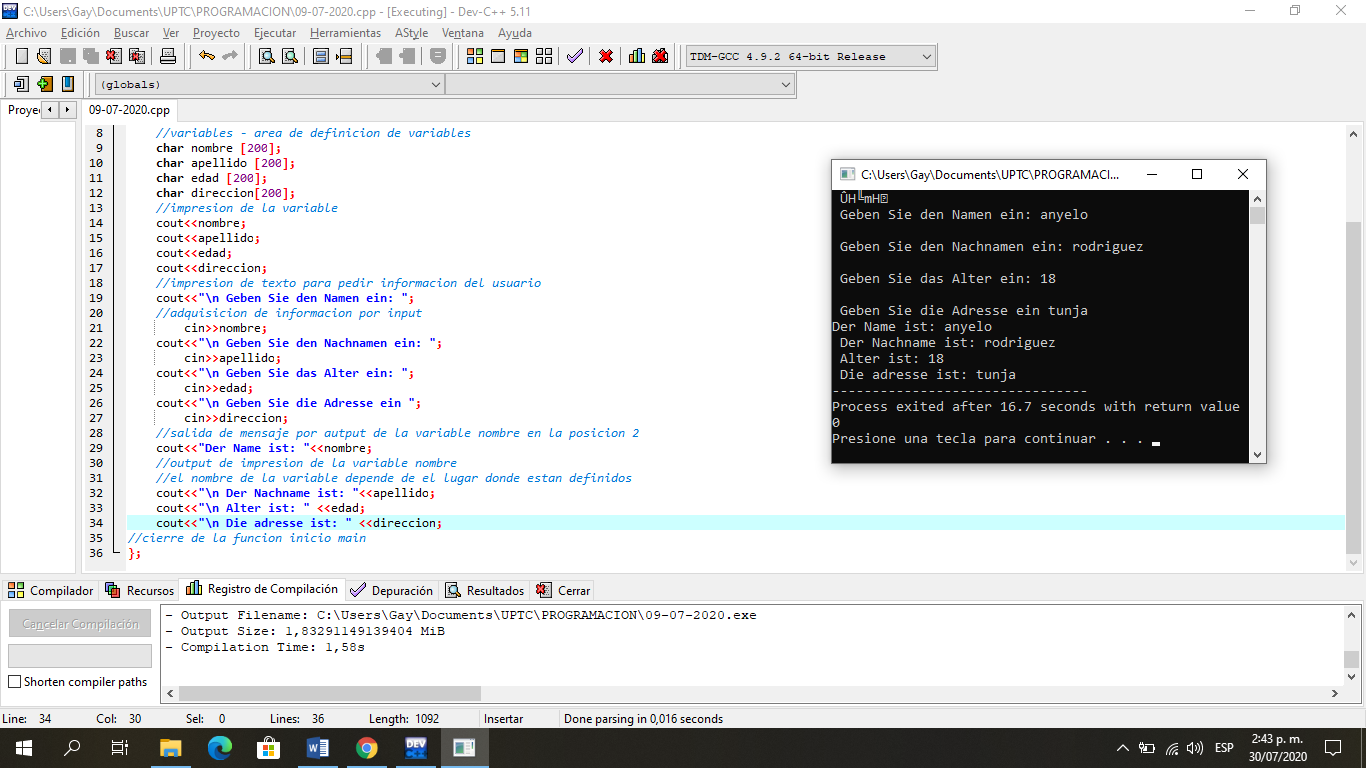 C:\Users\Gay\Documents\UPTC\PROGRAMACION\09-07-2020.cpp - [Executing] - Dev-C++ 5.11
Archivo Edición Buscar Ver Proyecto Ejecutar Herramientas AStyle Ventana Ayuda
TDM-GCC 4.9.2 64-bit Release
(globals)
Proye 09-07-2020.cpp
8 //variables - area de definicion de variables
9 char nombre [200];
10 char apellido [200];
11 char edad [200];
12 char direccion[200];
13 //impresion de la variable
14 cout<<nombre;
15 cout<<apellido;
16 cout<<edad;
17 cout<<direccion;
18 //impresion de texto para pedir informacion del usuario
19 cout<<"\n Geben Sie den Namen ein: ";
20 //adquisicion de informacion por input
21 cin>>nombre;
22 cout<<"\n Geben Sie den Nachnamen ein: ";
23 cin>>apellido;
24 cout<<"\n Geben Sie das Alter ein: ";
25 cin>>edad;
26 cout<<"\n Geben Sie die Adresse ein ";
27 cin>>direccion;
28 //salida de mensaje por autput de la variable nombre en la posicion 2
29 cout<<"Der Name ist: "<<nombre;
30 //output de impresion de la variable nombre
31 //el nombre de la variable depende de el lugar donde estan definidos
32 cout<<"\n Der Nachname ist: "<<apellido;
33 cout<<"\n Alter ist: " <<edad;
34 cout<<"\n Die adresse ist: " <<direccion;
35 //cierre de la funcion inicio main
36 };
C:\Users\Gay\Documents\UPTC\PROGRAMACI...
ÛH╚mH
Geben Sie den Namen ein: anyelo
Geben Sie den Nachnamen ein: rodriguez
Geben Sie das Alter ein: 18
Geben Sie die Adresse ein tunja
Der Name ist: anyelo
Der Nachname ist: rodriguez
Alter ist: 18
Die adresse ist: tunja
--------------------------------
Process exited after 16.7 seconds with return value
0
Presione una tecla para continuar . . .
Compilador Recursos Registro de Compilación Depuración Resultados Cerrar
Cancelar Compilación
Shorten compiler paths
- Output Filename: C:\Users\Gay\Documents\UPTC\PROGRAMACION\09-07-2020.exe
- Output Size: 1,83291149139404 MiB
- Compilation Time: 1,58s
Line: 34 Col: 30 Sel: 0 Lines: 36 Length: 1092 Insertar Done parsing in 0,016 seconds
ESP
2:43 p. m.
30/07/2020